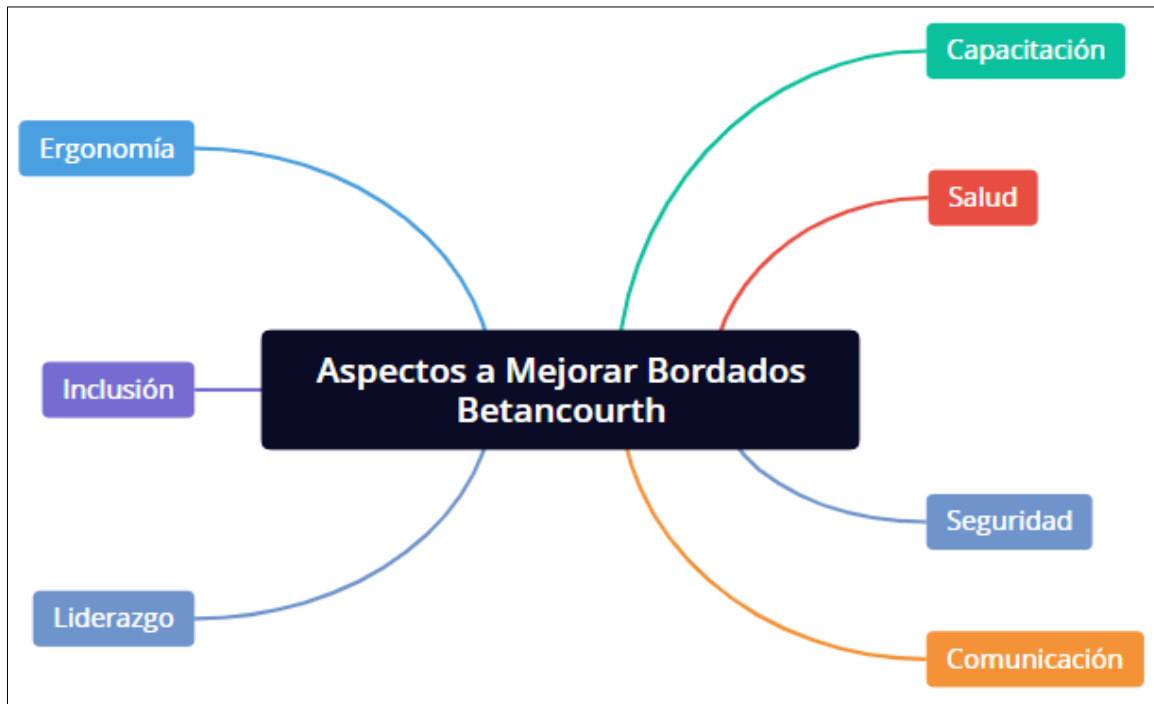 Capacitación
Ergonomía
Salud
Aspectos a Mejorar Bordados
Betancourth
Inclusión
Seguridad
Liderazgo
Comunicación